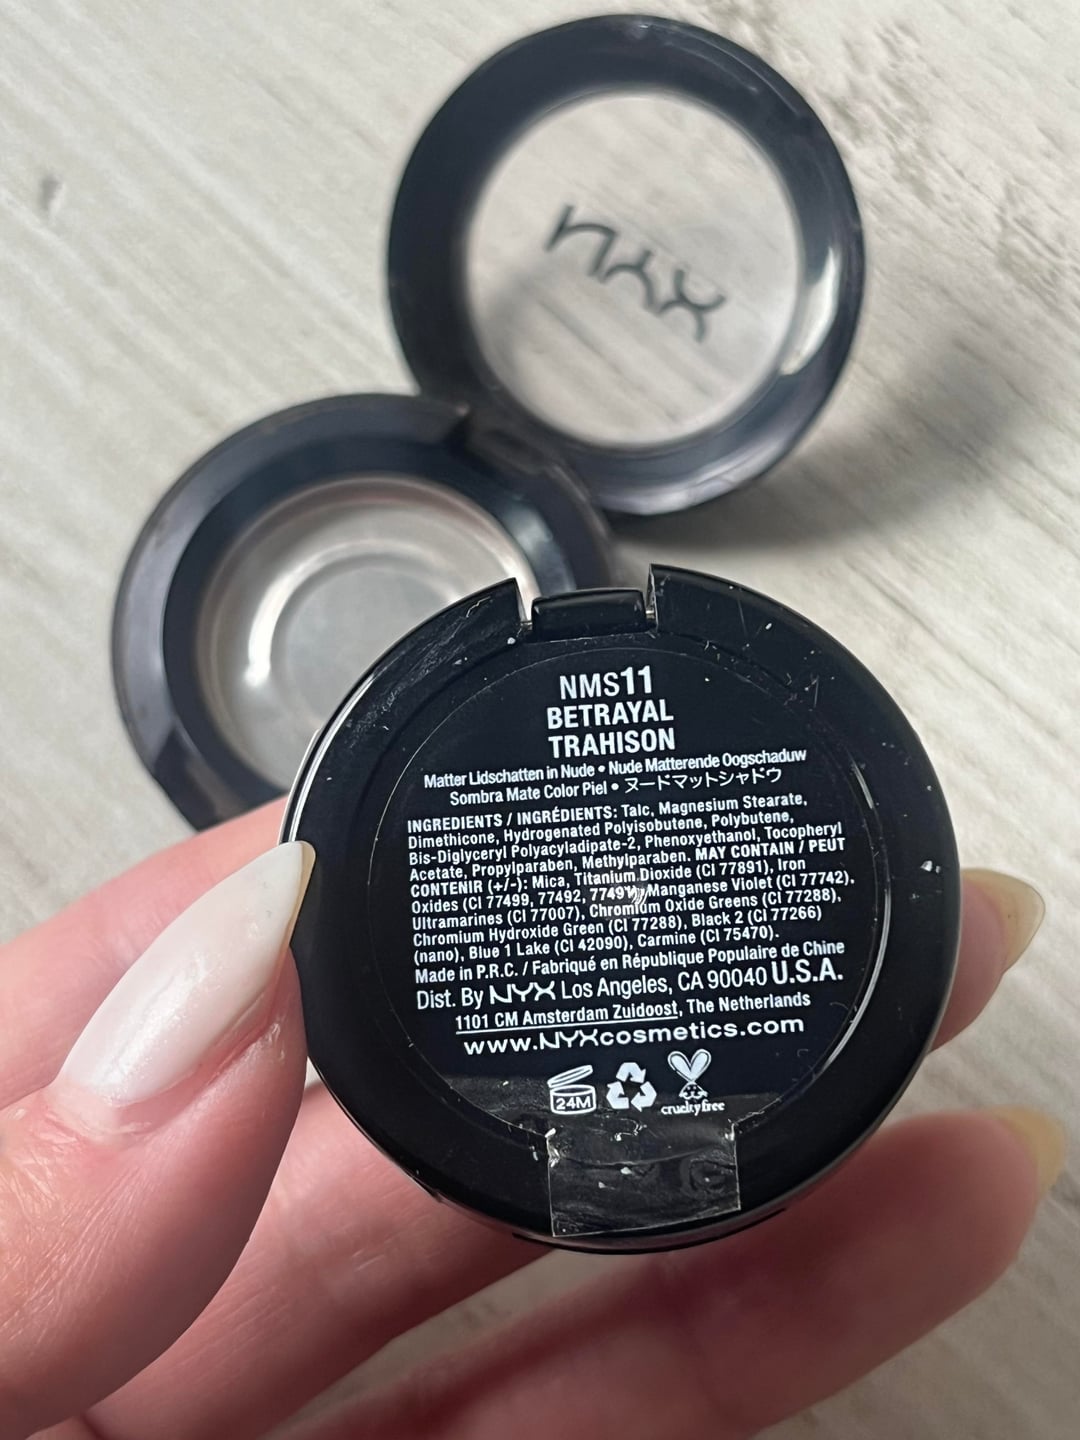 NYX
NMS11
BETRAYAL
TRAHISON
Matter Lidschatten in Nude • Nude Matterende Oogschaduw
Sombra Mate Color Piel • ヌードマットシャドウ
INGREDIENTS / INGRÉDIENTS: Talc, Magnesium Stearate,
Dimethicone, Hydrogenated Polyisobutene, Polybutene,
Bis-Diglyceryl Polyacyladipate-2, Phenoxyethanol, Tocopheryl
Acetate, Propylparaben, Methylparaben. MAY CONTAIN / PEUT
CONTENIR (+/-): Mica, Titanium Dioxide (CI 77891), Iron
Oxides (CI 77499, 77492, Manganese Violet (CI 77742).
Ultramarines (CI 77007), Chromium Oxide Greens (CI 77288),
Chromium Hydroxide Green (CI 77288), Black 2 (CI 77266)
(nano), Blue 1 Lake (CI 42090), Carmine (CI 75470).
Made in P.R.C. / Fabriqué en République Populaire de Chine
Dist. By NYX Los Angeles, CA 90040 U.S.A.
1101 CM Amsterdam Zuidoost, The Netherlands
www.NYXcosmetics.com
24M
cruelty free